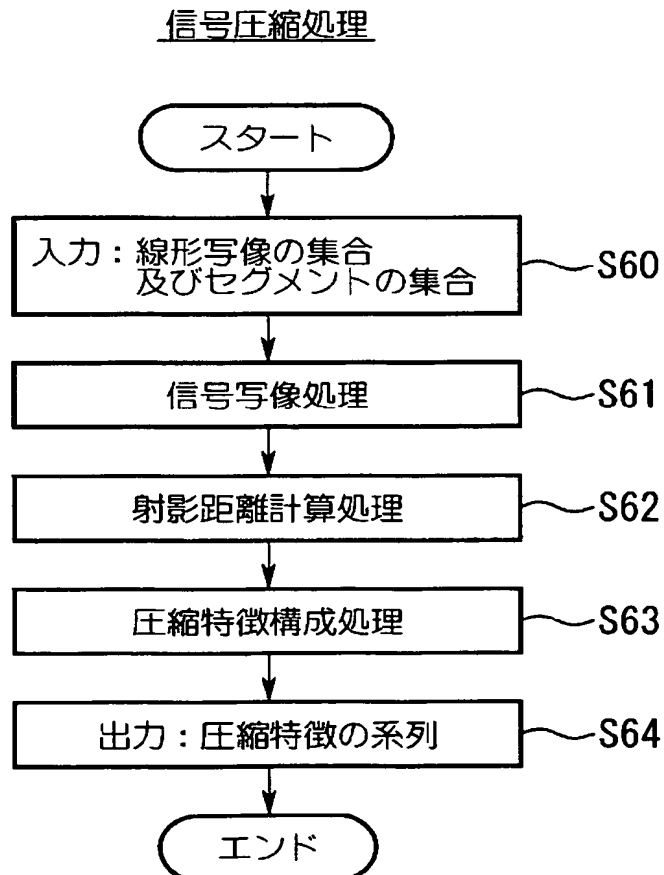 信号圧縮処理
スタート
入力：線形写像の集合
及びセグメントの集合
S60
信号写像処理
S61
射影距離計算処理
S62
圧縮特徴構成処理
S63
出力：圧縮特徴の系列
S64
エンド